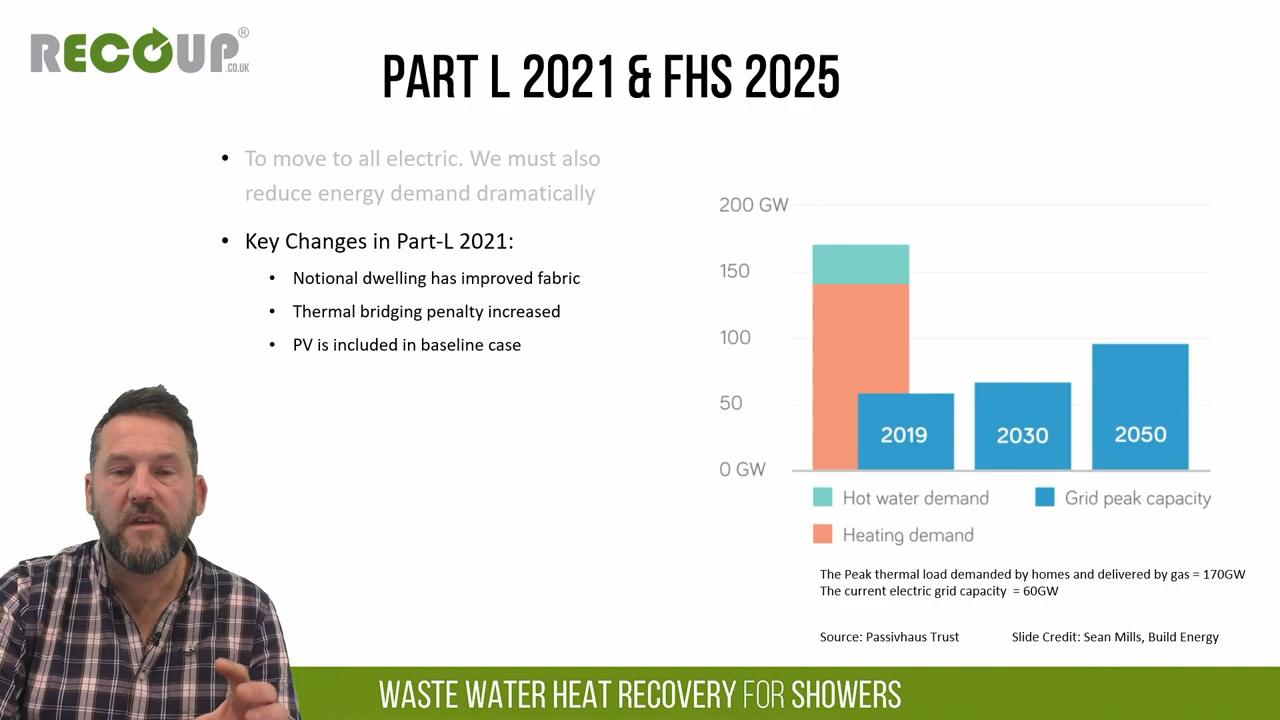 RECOUP®
.CO.UK
PART L 2021 & FHS 2025
• To move to all electric. We must also
reduce energy demand dramatically
• Key Changes in Part-L 2021:
• Notional dwelling has improved fabric
• Thermal bridging penalty increased
• PV is included in baseline case
200 GW
150
100
50
0 GW
2019
2030
2050
Hot water demand
Grid peak capacity
Heating demand
The Peak thermal load demanded by homes and delivered by gas = 170GW
The current electric grid capacity = 60GW
Source: Passivhaus Trust
Slide Credit: Sean Mills, Build Energy
WASTE WATER HEAT RECOVERY FOR SHOWERS